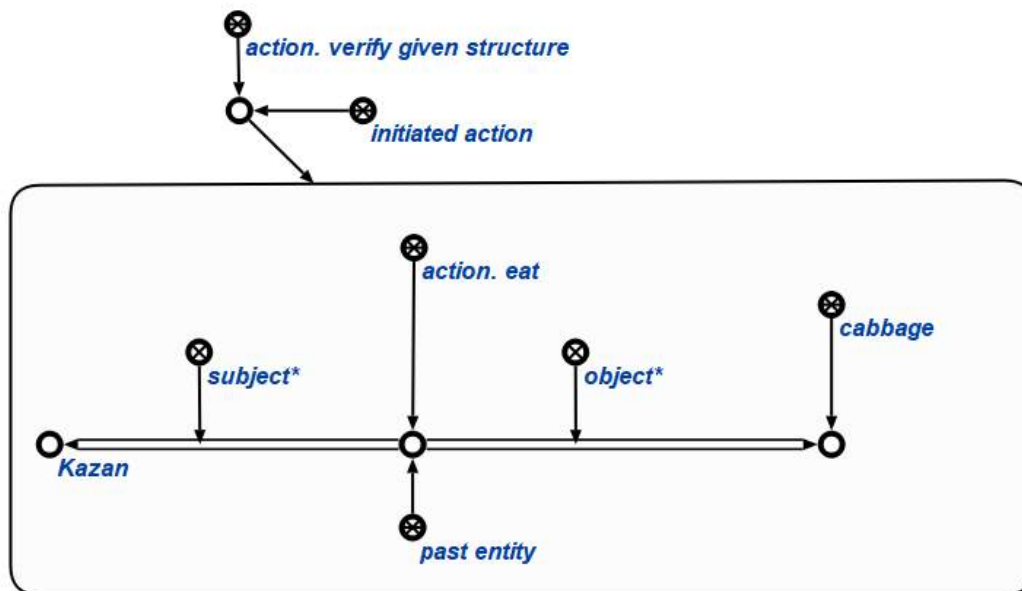 action. verify given structure
initiated action
action. eat
cabbage
subject*
object*
Kazan
past entity